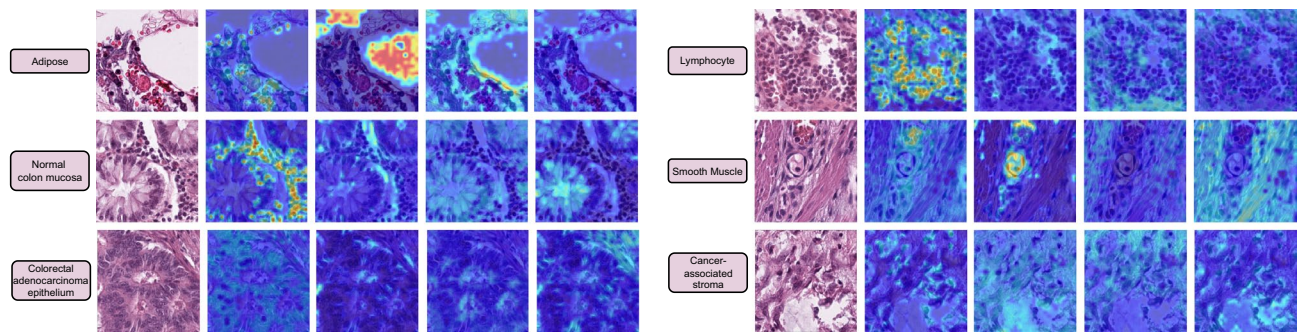 Adipose
Normal
colon mucosa
Colorectal
adenocarcinoma
epithelium
Lymphocyte
Smooth Muscle
Cancer-
associated
stroma